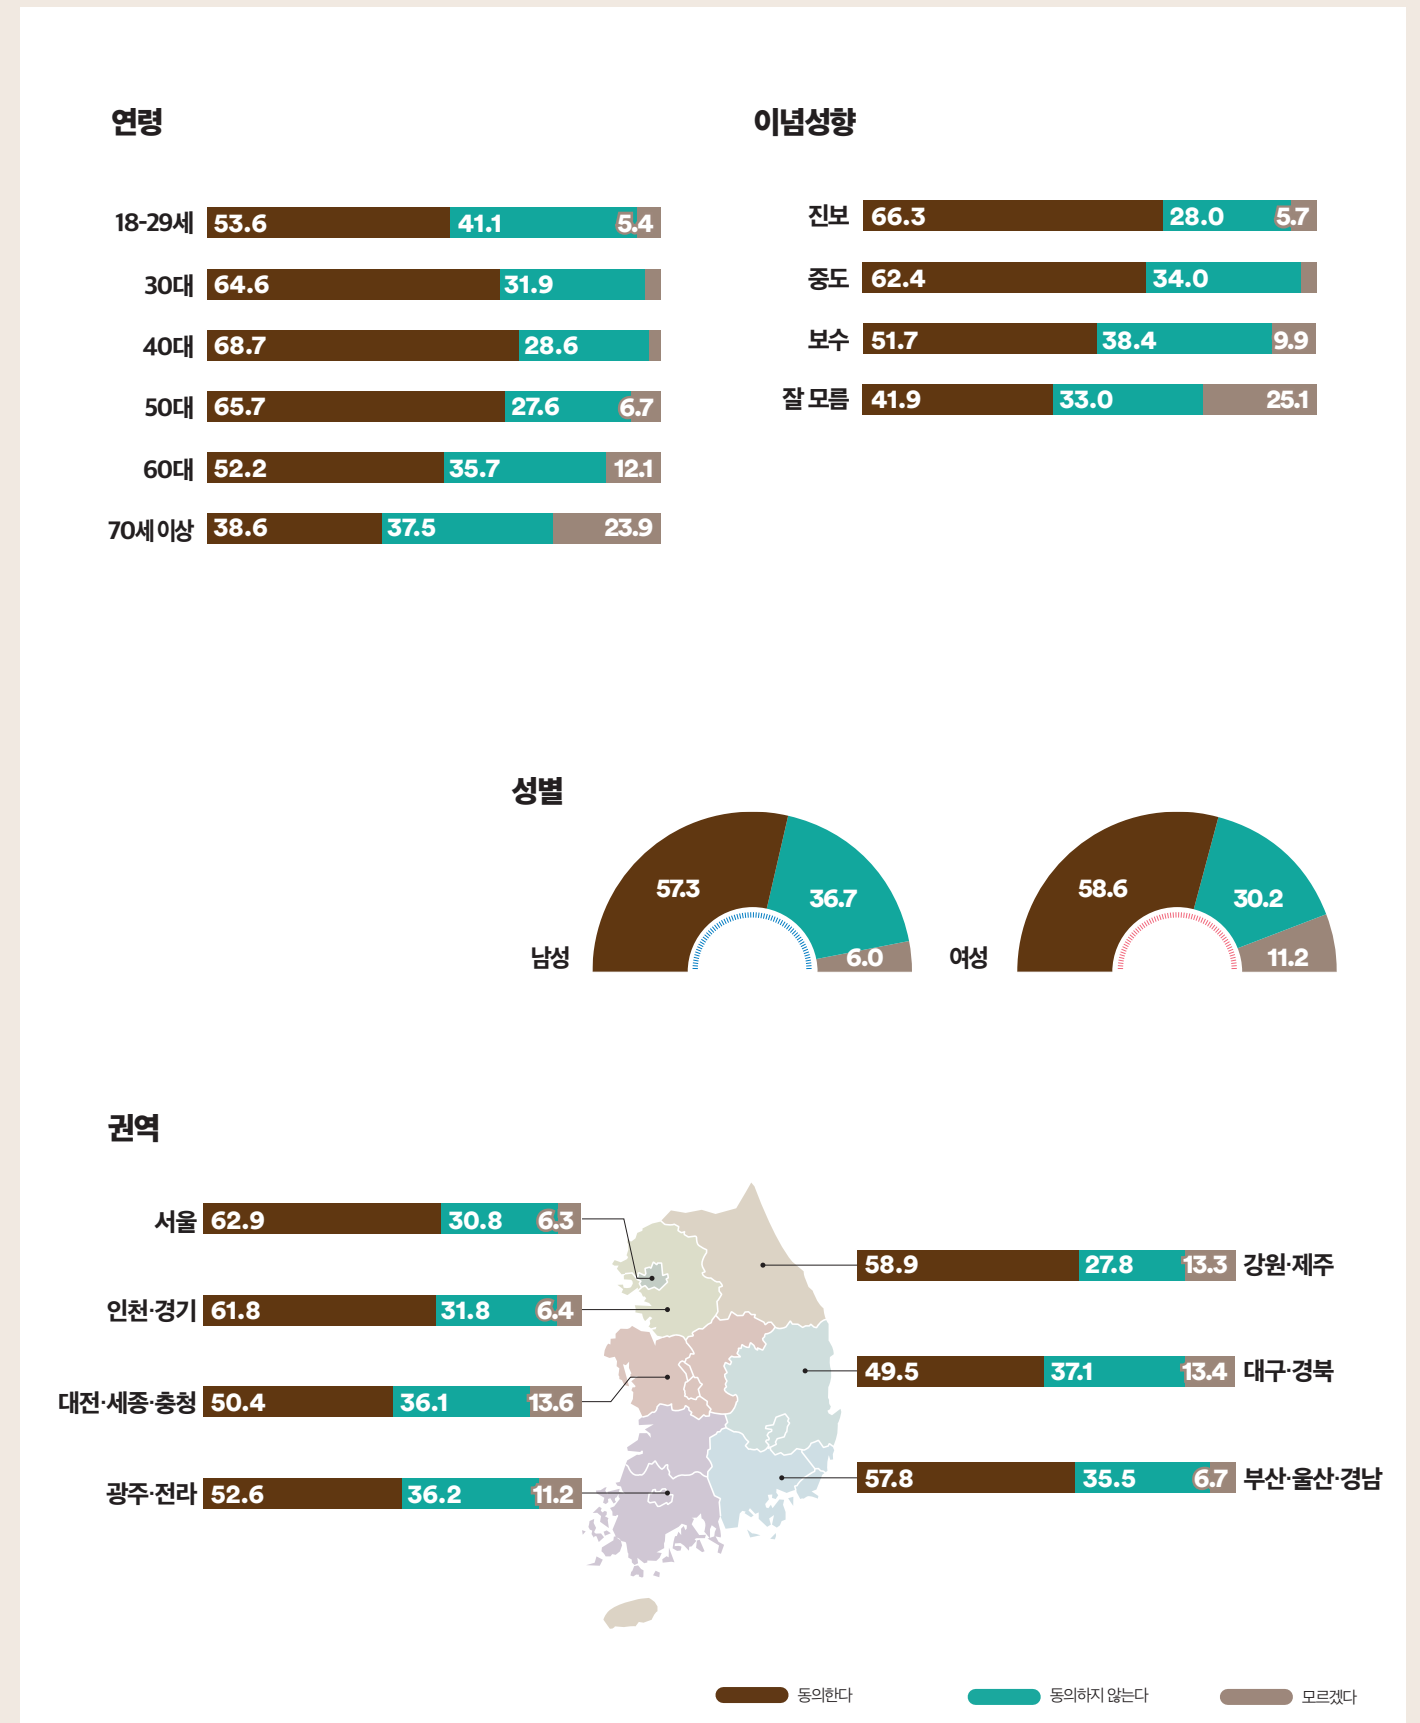 연령
18-29세 53.6 41.1 5.4
30대 64.6 31.9
40대 68.7 28.6
50대 65.7 27.6 6.7
60대 52.2 35.7 12.1
70세 이상 38.6 37.5 23.9
이념성향
진보 66.3 28.0 5.7
중도 62.4 34.0
보수 51.7 38.4 9.9
잘 모름 41.9 33.0 25.1
성별
남성 57.3 36.7 6.0
여성 58.6 30.2 11.2
권역
서울 62.9 30.8 6.3
인천·경기 61.8 31.8 6.4
대전·세종·충청 50.4 36.1 13.6
광주·전라 52.6 36.2 11.2
58.9 27.8 13.3 강원·제주
49.5 37.1 13.4 대구·경북
57.8 35.5 6.7 부산·울산·경남
동의한다 동의하지 않는다 모르겠다